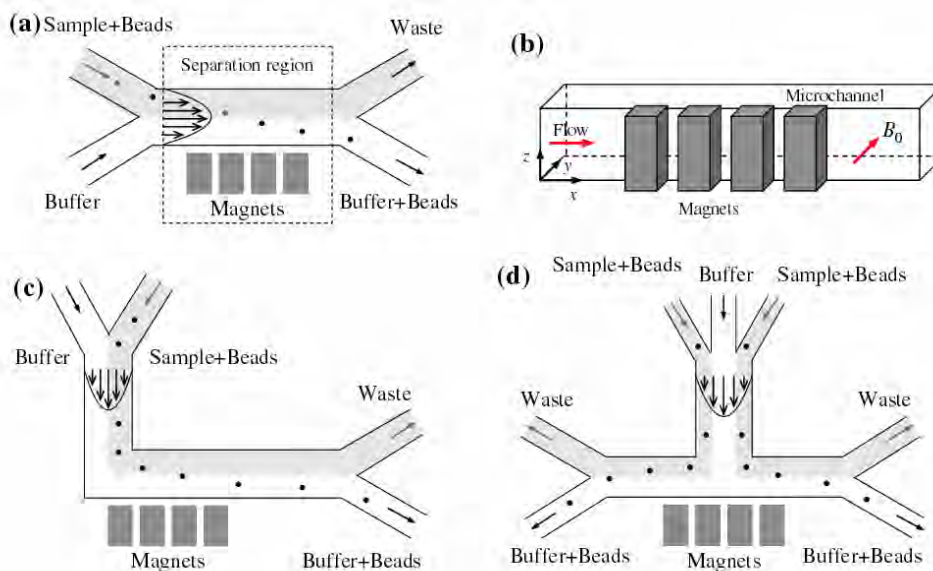 (a)
Sample+Beads
Waste
Separation region
Buffer
Magnets
Buffer+Beads
(b)
Microchannel
Flow
B0
z
y
x
Magnets
(c)
Buffer
Sample+Beads
Waste
Magnets
Buffer+Beads
(d)
Sample+Beads
Buffer
Sample+Beads
Waste
Waste
Buffer+Beads
Magnets
Buffer+Beads